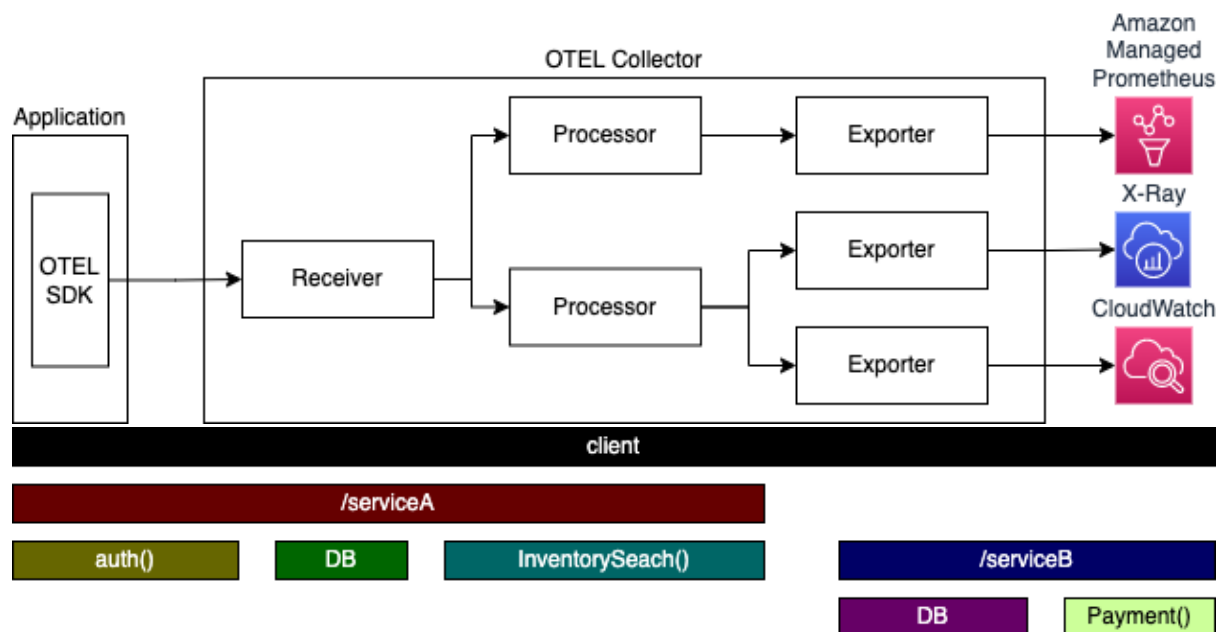 Amazon
Managed
Prometheus
OTEL Collector
Application
Processor
Exporter
X-Ray
OTEL
SDK
Receiver
Exporter
Processor
CloudWatch
Exporter
client
/serviceA
auth()
DB
InventorySeach()
/serviceB
DB
Payment()